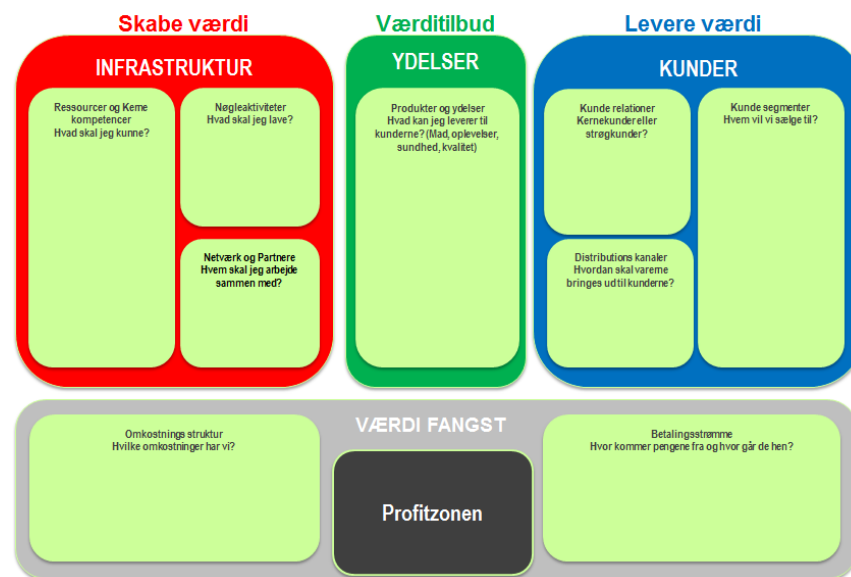 Skabe værdi
Værditilbud
Levere værdi
INFRASTRUKTUR
YDELSER
KUNDER
Ressourcer og Kerne
kompetencer
Hvad skal jeg kunne?
Nøgleaktiviteter
Hvad skal jeg lave?
Netværk og Partnere
Hvem skal jeg arbejde
sammen med?
Produkter og ydelser
Hvad kan jeg leverer til
kunderne? (Mad, oplevelser,
sundhed, kvalitet)
Kunde relationer
Kernekunder eller
strøgkunder?
Distributions kanaler
Hvordan skal varerne
bringes ud til kunderne?
Kunde segmenter
Hvem vil vi sælge til?
VÆRDI FANGST
Omkostnings struktur
Hvilke omkostninger har vi?
Profitzonen
Betalingsstrømme
Hvor kommer pengene fra og hvor går de hen?